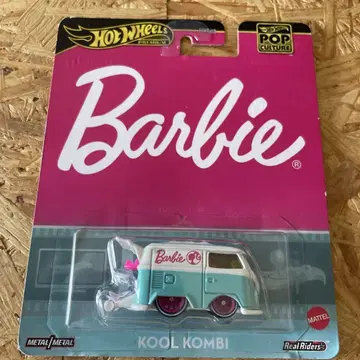 HOT WHEELS
POP
CULTURE
Barbie®
Barbie
KOOL KOMBI
METAL/METAL
MATTEL
Real Riders